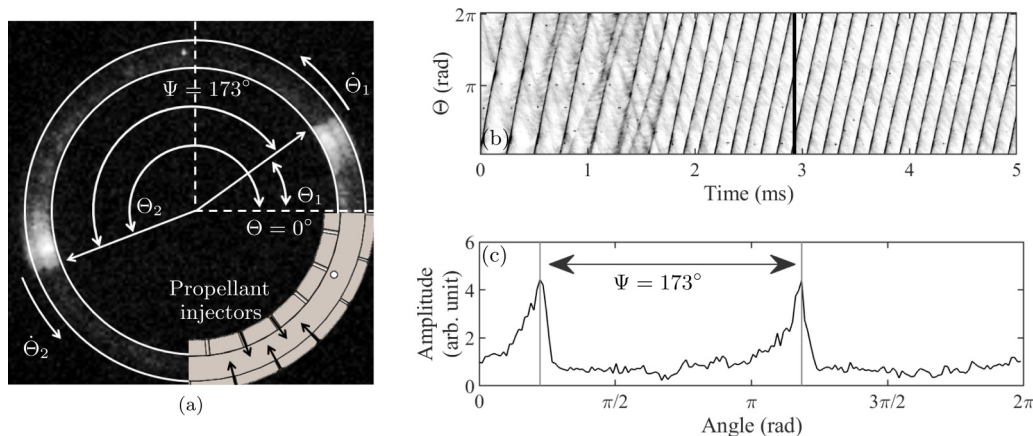 Ψ = 173°
Θ̇₁
Θ₁
Θ₂
Θ = 0°
Propellant
injectors
Θ̇₂
(a)
2π
π
Θ (rad)
(b)
0 1 2 3 4 5
Time (ms)
6
4
2
0
Amplitude
(arb. unit)
(c)
Ψ = 173°
0 π/2 π 3π/2 2π
Angle (rad)